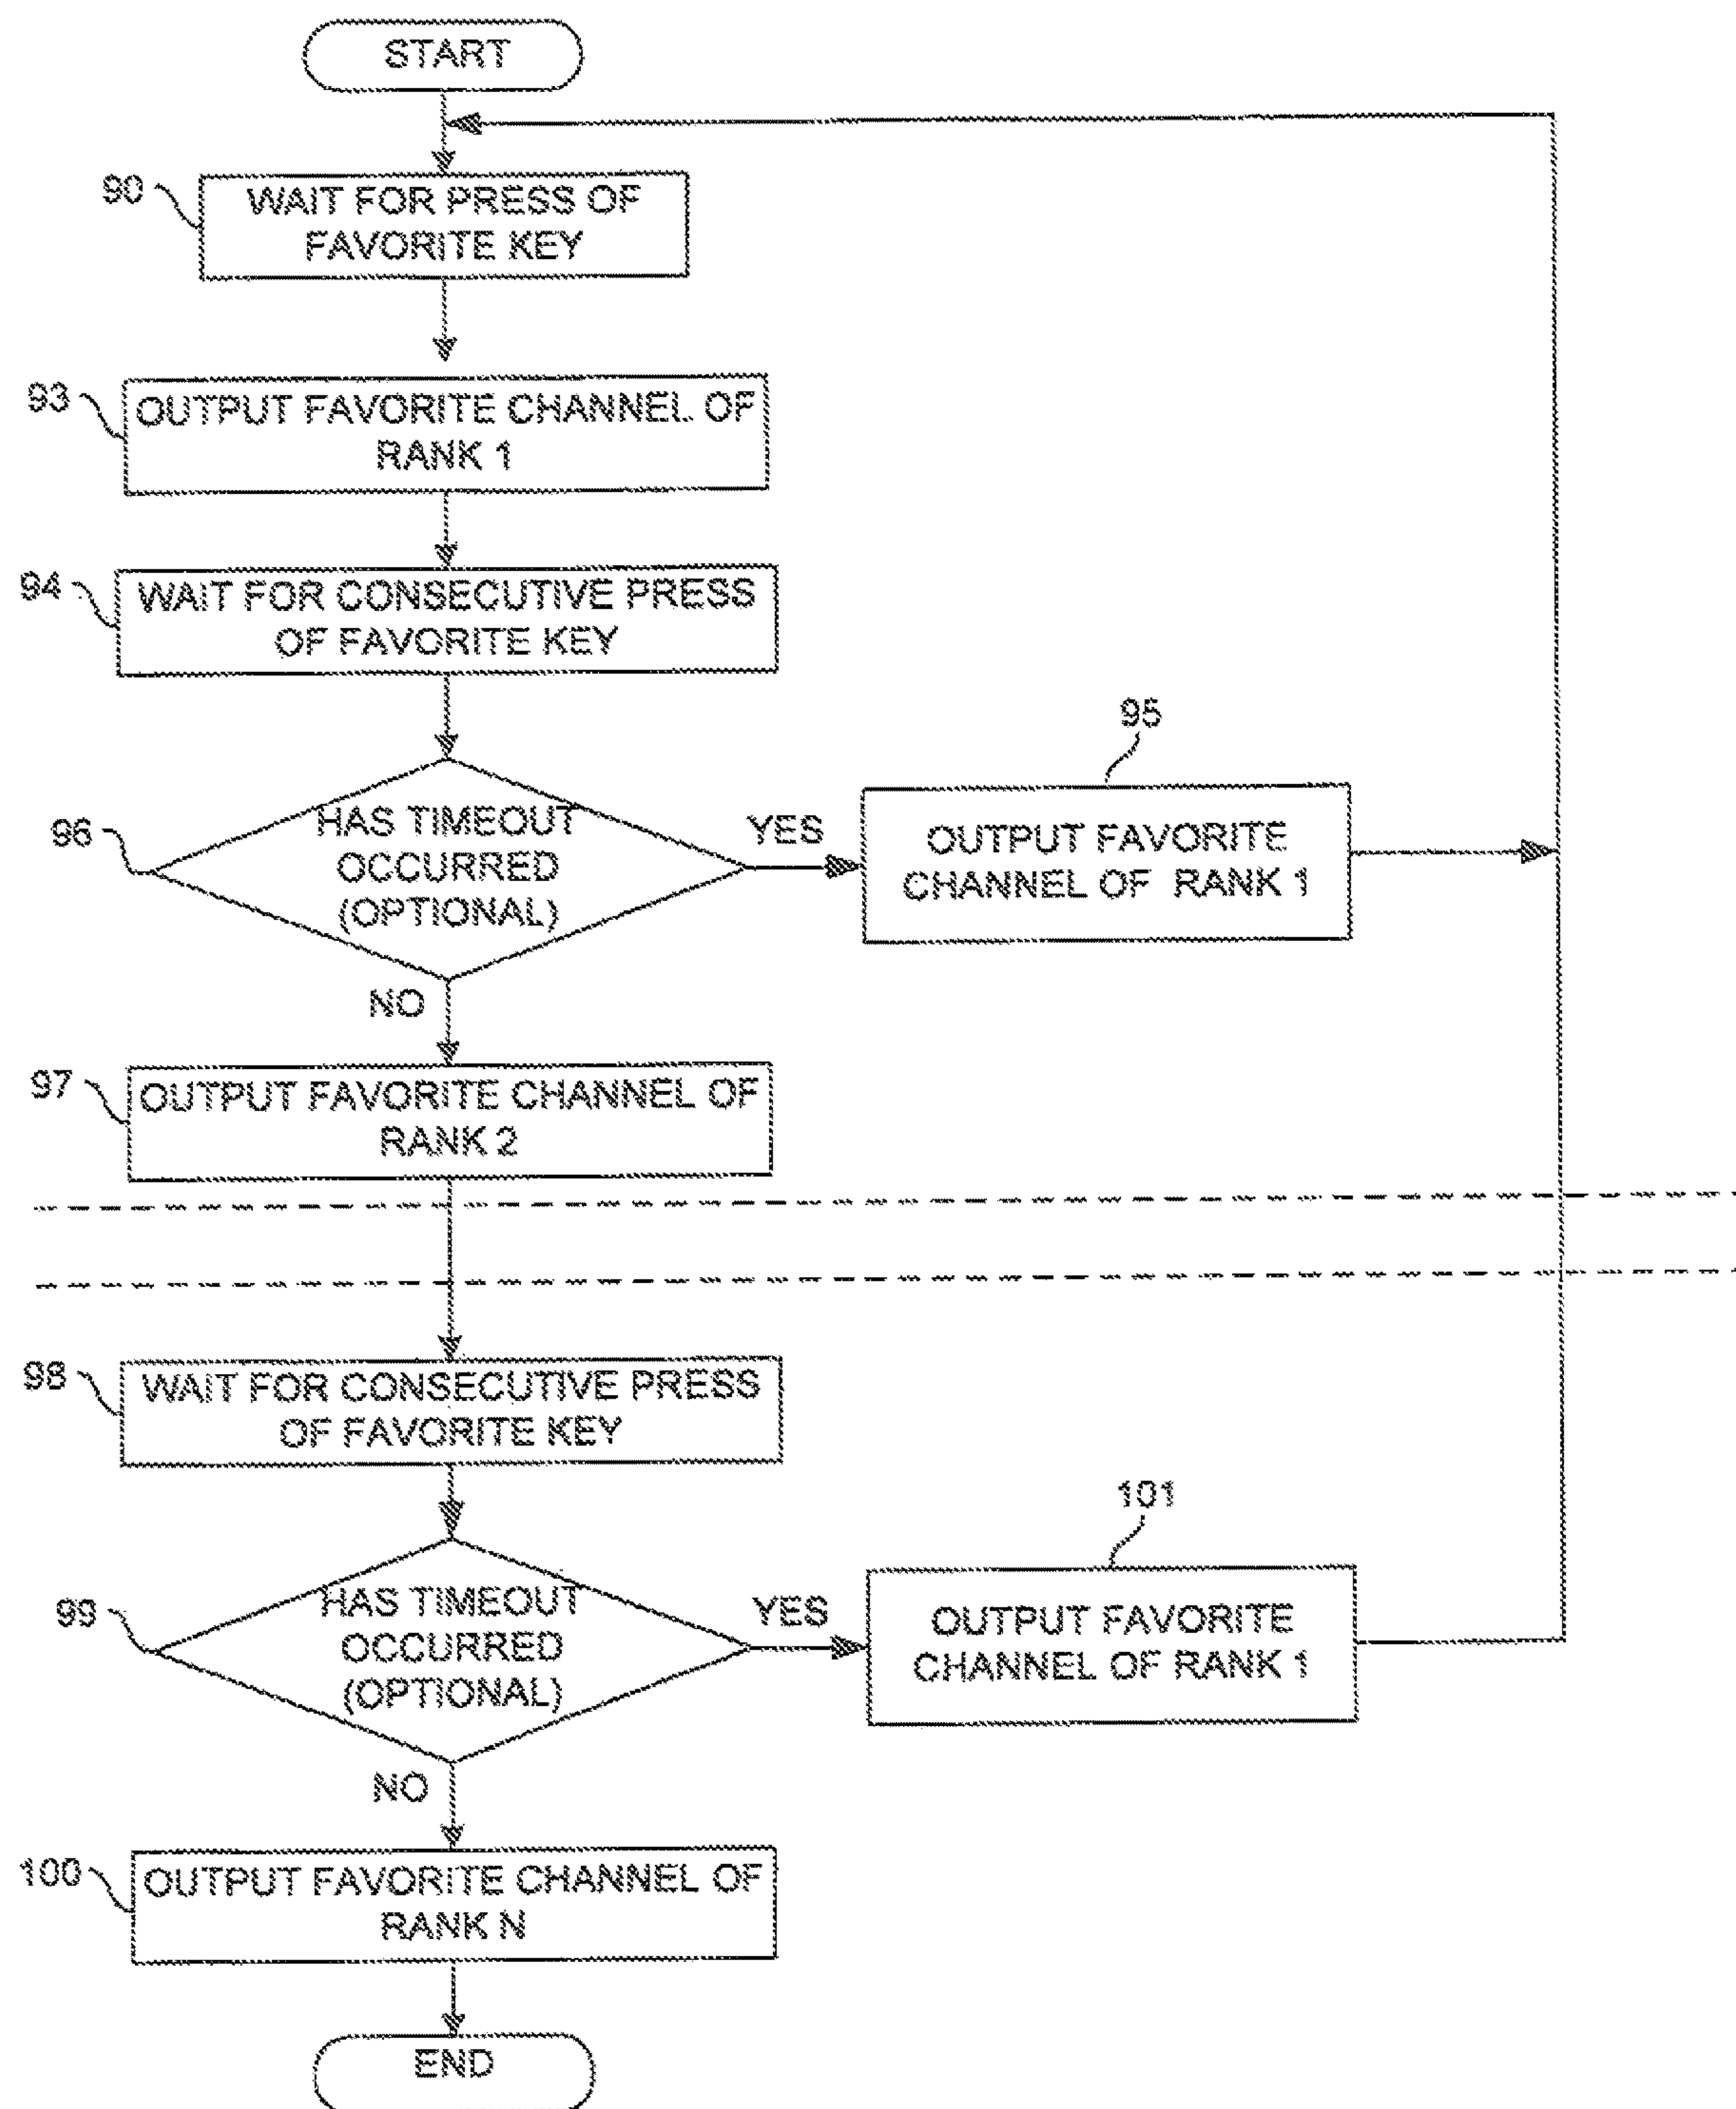 START
90
WAIT FOR PRESS OF
FAVORITE KEY
93
OUTPUT FAVORITE CHANNEL OF
RANK 1
94
WAIT FOR CONSECUTIVE PRESS
OF FAVORITE KEY
95
96
HAS TIMEOUT
OCCURRED
(OPTIONAL)
YES
OUTPUT FAVORITE
CHANNEL OF RANK 1
NO
97
OUTPUT FAVORITE CHANNEL OF
RANK 2
98
WAIT FOR CONSECUTIVE PRESS
OF FAVORITE KEY
101
99
HAS TIMEOUT
OCCURRED
(OPTIONAL)
YES
OUTPUT FAVORITE
CHANNEL OF RANK 1
NO
100
OUTPUT FAVORITE CHANNEL OF
RANK N
END